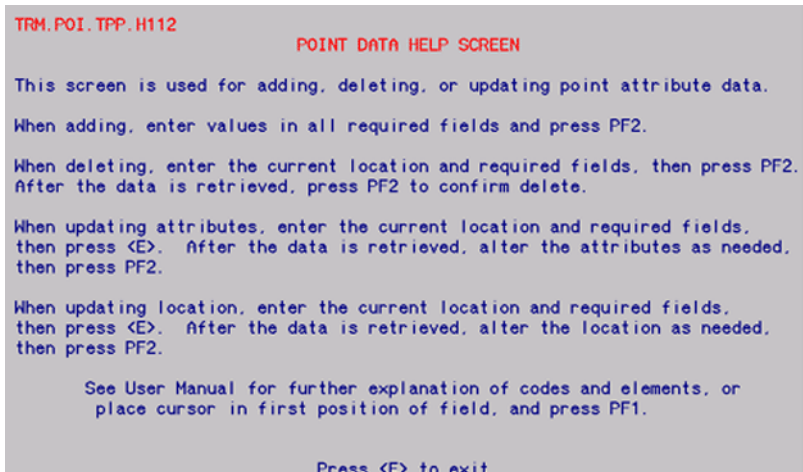 TRM.POI.TPP.H112
POINT DATA HELP SCREEN
This screen is used for adding, deleting, or updating point attribute data.
When adding, enter values in all required fields and press PF2.
When deleting, enter the current location and required fields, then press PF2.
After the data is retrieved, press PF2 to confirm delete.
When updating attributes, enter the current location and required fields,
then press <E>.  After the data is retrieved, alter the attributes as needed,
then press PF2.
When updating location, enter the current location and required fields,
then press <E>.  After the data is retrieved, alter the location as needed,
then press PF2.
See User Manual for further explanation of codes and elements, or
place cursor in first position of field, and press PF1.
Press <E> to exit